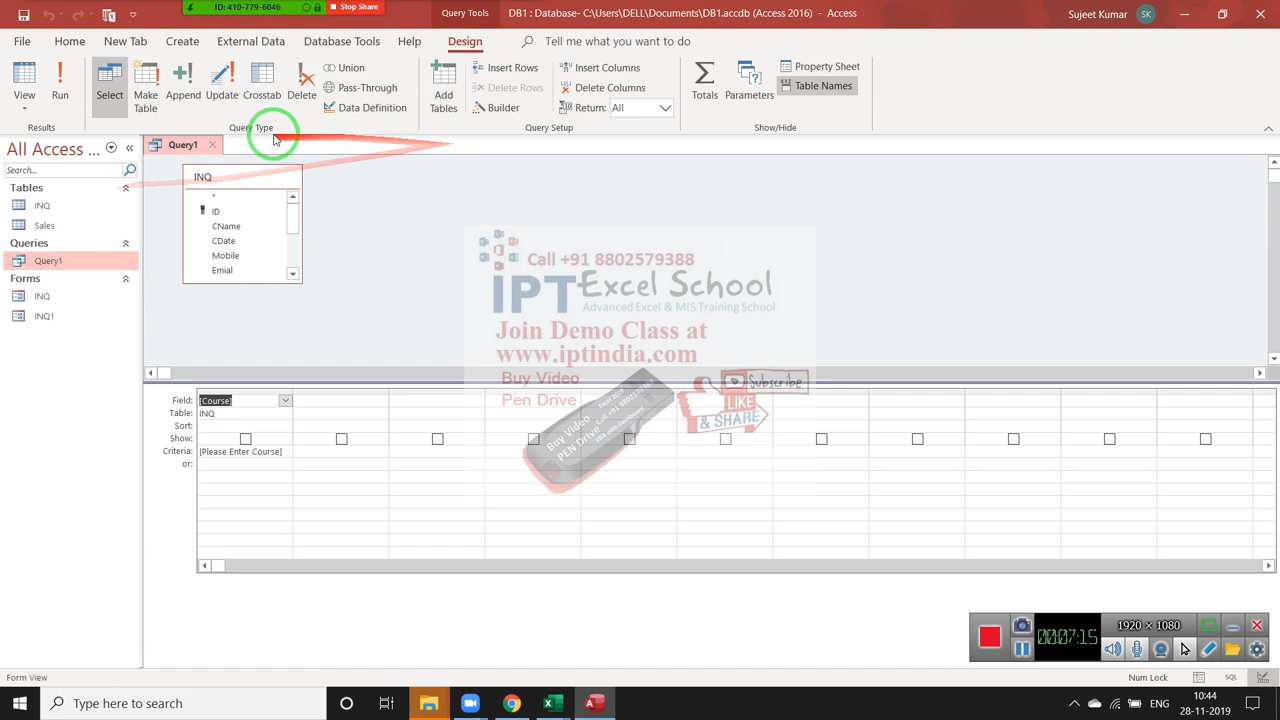 ID: 410-779-6046
Stop Share
Query Tools
DB1 : Database- C:\Users\DELL\Documents\DB1.accdb (Access 2016) - Access
Sujeet Kumar
SK
File
Home
New Tab
Create
External Data
Database Tools
Help
Design
Tell me what you want to do
View
Run
Select
Make Table
Append
Update
Crosstab
Delete
Union
Pass-Through
Data Definition
Add Tables
Insert Rows
Delete Rows
Builder
Insert Columns
Delete Columns
Return: All
Totals
Parameters
Property Sheet
Table Names
Results
Query Type
Query Setup
Show/Hide
All Access ...
Search...
Tables
INQ
Sales
Queries
Query1
Forms
INQ
INQ1
Query1
INQ
*
ID
CName
CDate
Mobile
Emial
Call +91 8802579388
IPT Excel School
Advanced Excel & MIS Training School
Join Demo Class at
www.iptindia.com
Buy Video
Pen Drive
Buy Video
PEN Drive
Subscribe
LIKE
& SHARE
Field: [Course]
Table: INQ
Sort:
Show:
Criteria: [Please Enter Course]
or:
00:07:15
1920 × 1080
Form View
Num Lock
SQL
Type here to search
ENG
10:44
28-11-2019